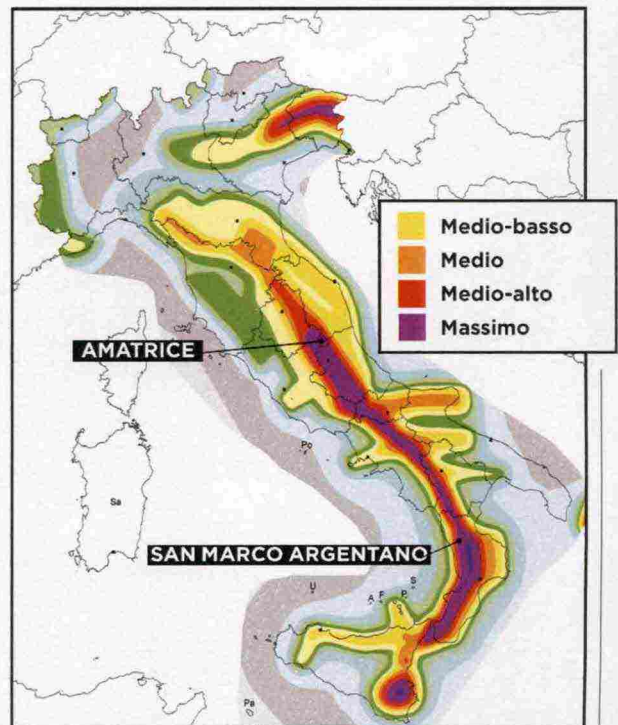 Medio-basso
Medio
Medio-alto
Massimo
AMATRICE
Po
Sa
SAN MARCO ARGENTANO
U
A
F
P
S
Pa